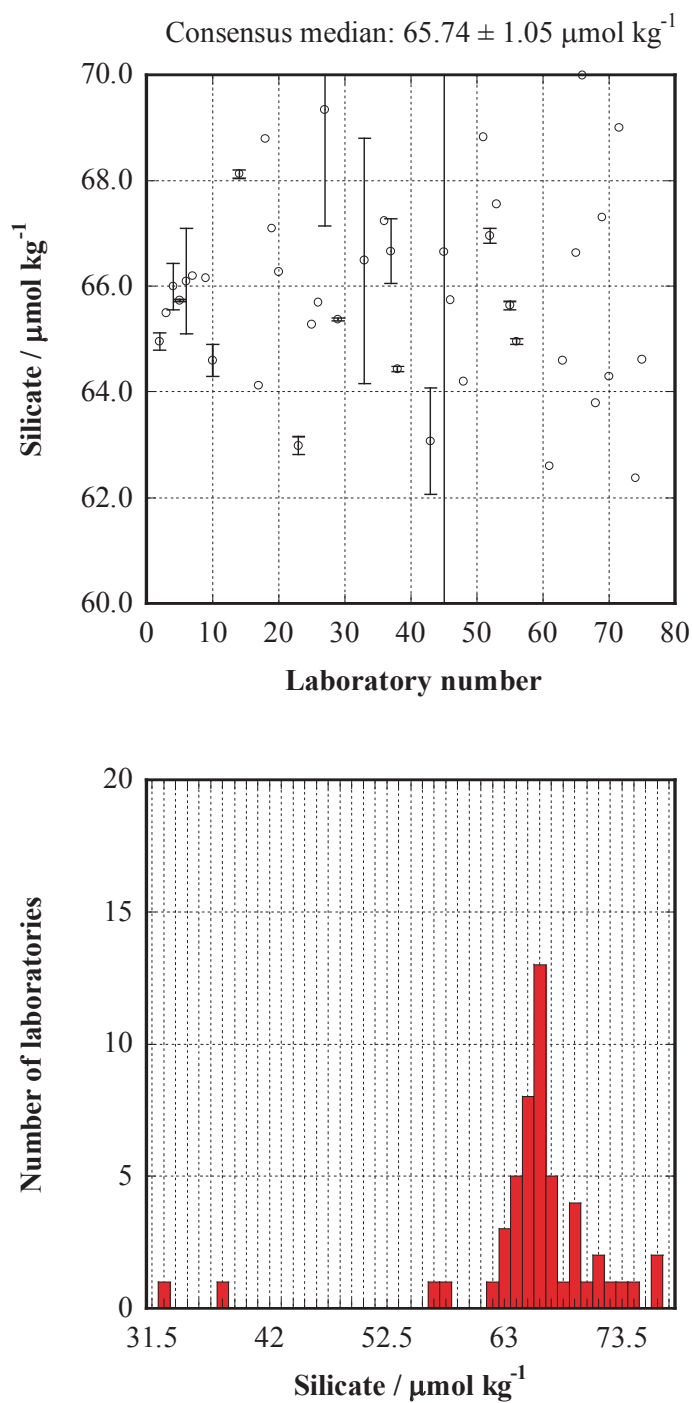 Consensus median: 65.74 ± 1.05 μmol kg⁻¹
Silicate / μmol kg⁻¹
70.0
68.0
66.0
64.0
62.0
60.0
0 10 20 30 40 50 60 70 80
Laboratory number
Number of laboratories
20
15
10
5
0
31.5 42 52.5 63 73.5
Silicate / μmol kg⁻¹